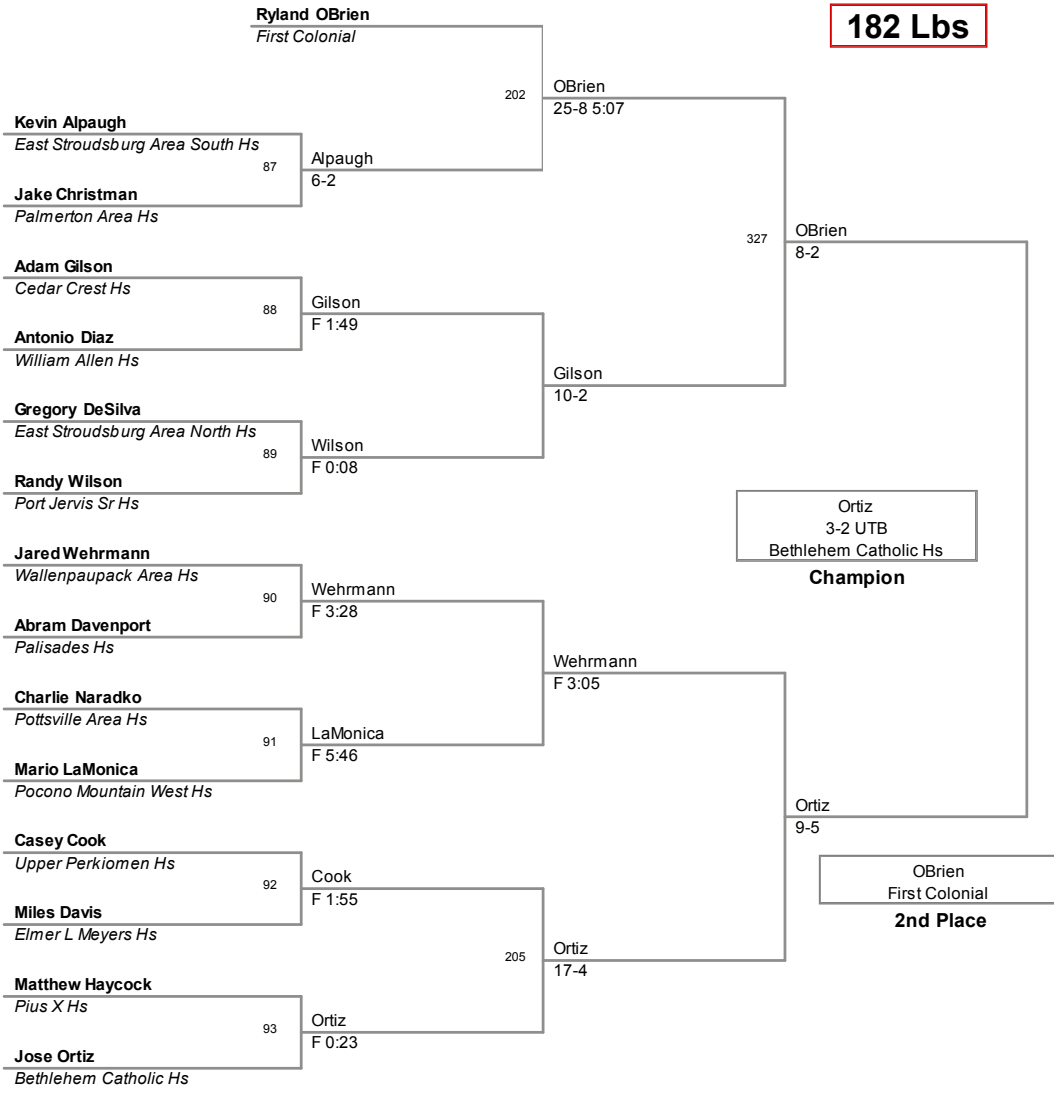 Ryland OBrien
First Colonial
182 Lbs
202
OBrien
25-8 5:07
Kevin Alpaugh
East Stroudsburg Area South Hs
87
Alpaugh
6-2
Jake Christman
Palmerton Area Hs
327
OBrien
8-2
Adam Gilson
Cedar Crest Hs
88
Gilson
F 1:49
Antonio Diaz
William Allen Hs
Gilson
10-2
Gregory DeSilva
East Stroudsburg Area North Hs
89
Wilson
F 0:08
Randy Wilson
Port Jervis Sr Hs
Ortiz
3-2 UTB
Bethlehem Catholic Hs
Champion
Jared Wehrmann
Wallenpaupack Area Hs
90
Wehrmann
F 3:28
Abram Davenport
Palisades Hs
Wehrmann
F 3:05
Charlie Naradko
Pottsville Area Hs
91
LaMonica
F 5:46
Mario LaMonica
Pocono Mountain West Hs
Ortiz
9-5
Casey Cook
Upper Perkiomen Hs
92
Cook
F 1:55
OBrien
First Colonial
2nd Place
Miles Davis
Elmer L Meyers Hs
205
Ortiz
17-4
Matthew Haycock
Pius X Hs
93
Ortiz
F 0:23
Jose Ortiz
Bethlehem Catholic Hs